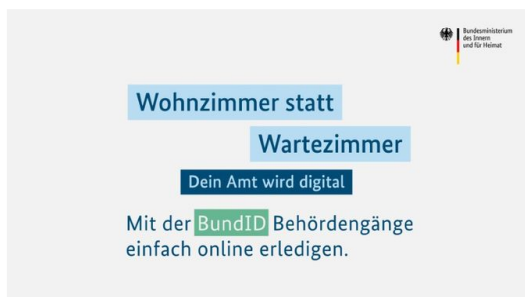 Bundesministerium
des Innern
und für Heimat
Wohnzimmer statt
Wartezimmer
Dein Amt wird digital
Mit der BundID Behördengänge
einfach online erledigen.